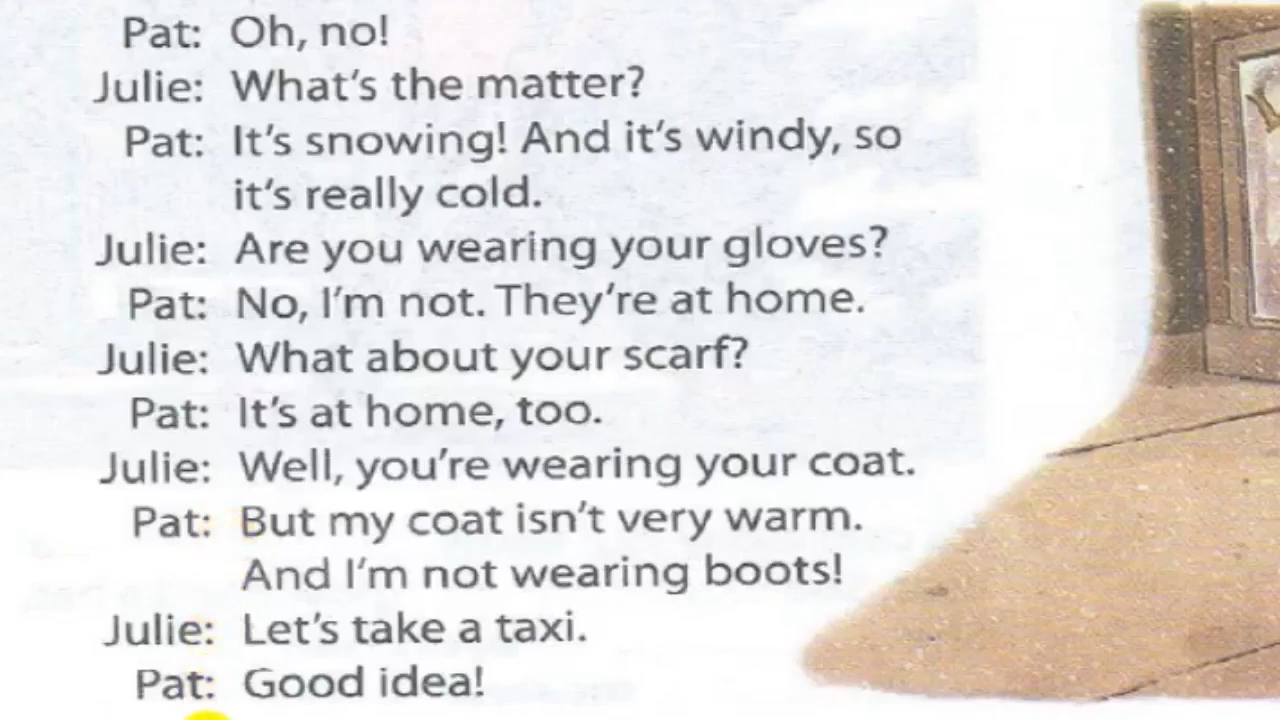 Pat: Oh, no!
Julie: What's the matter?
Pat: It's snowing! And it's windy, so
it's really cold.
Julie: Are you wearing your gloves?
Pat: No, I'm not. They're at home.
Julie: What about your scarf?
Pat: It's at home, too.
Julie: Well, you're wearing your coat.
Pat: But my coat isn't very warm.
And I'm not wearing boots!
Julie: Let's take a taxi.
Pat: Good idea!